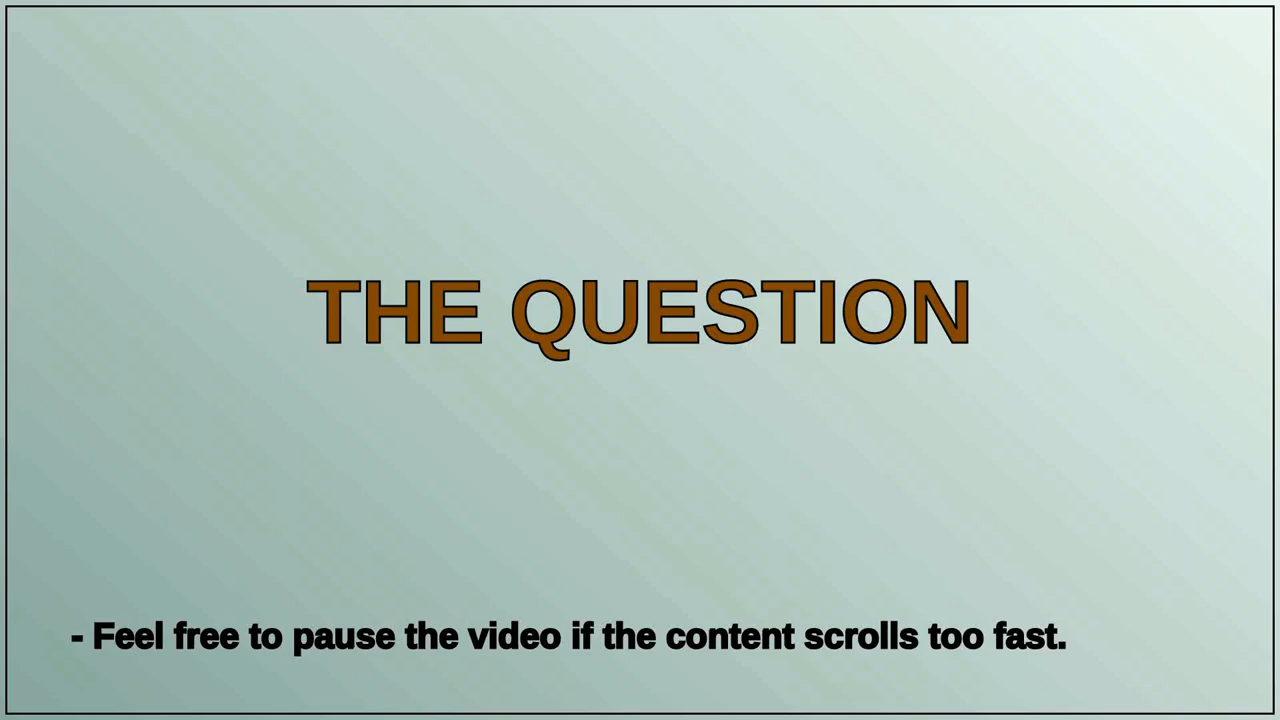 THE QUESTION
- Feel free to pause the video if the content scrolls too fast.